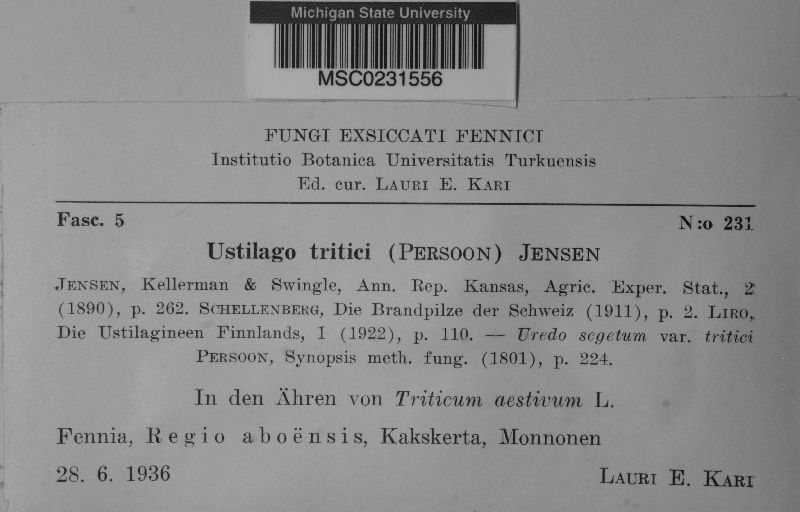 Michigan State University
MSC0231556
FUNGI EXSICCATI FENNICI
Institutio Botanica Universitatis Turkuensis
Ed. cur. LAURI E. KARI
Fasc. 5 N:o 231
Ustilago tritici (PERSOON) JENSEN
JENSEN, Kellerman & Swingle, Ann. Rep. Kansas, Agric. Exper. Stat., 2
(1890), p. 262. SCHELLENBERG, Die Brandpilze der Schweiz (1911), p. 2. LIRO,
Die Ustilagineen Finnlands, 1 (1922), p. 110. — Uredo segetum var. tritici
PERSOON, Synopsis meth. fung. (1801), p. 224.
In den Ähren von Triticum aestivum L.
Fennia, Regio aboënsis, Kakskerta, Monnonen
28. 6. 1936 LAURI E. KARI